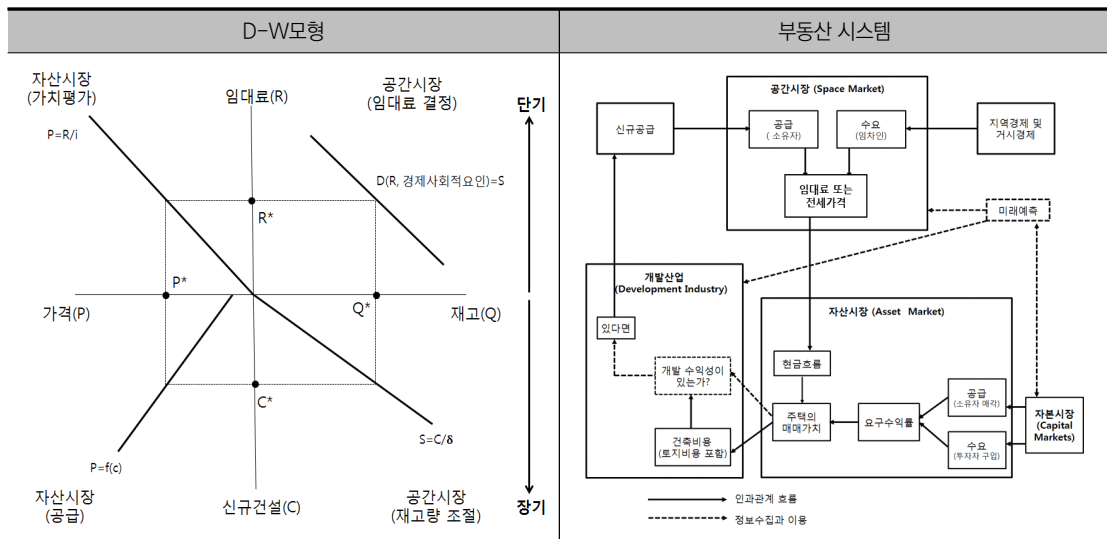 D-W모형
부동산 시스템
자산시장
(가치평가)
임대료(R)
공간시장
(임대료 결정)
단기
P=R/i
D(R, 경제사회적요인)=S
R*
P*
가격(P)
Q*
재고(Q)
C*
S=C/δ
P=f(c)
자산시장
(공급)
신규건설(C)
공간시장
(재고량 조절)
장기
공간시장 (Space Market)
신규공급
공급
( 소유자)
수요
(임차인)
지역경제 및
거시경제
임대료 또는
전세가격
미래예측
개발산업
(Development Industry)
자산시장 (Asset Market)
있다면
개발 수익성이
있는가?
현금흐름
건축비용
(토지비용 포함)
주택의
매매가치
요구수익률
공급
(소유자 매각)
수요
(투자자 구입)
자본시장
(Capital
Markets)
인과관계 흐름
정보수집과 이용